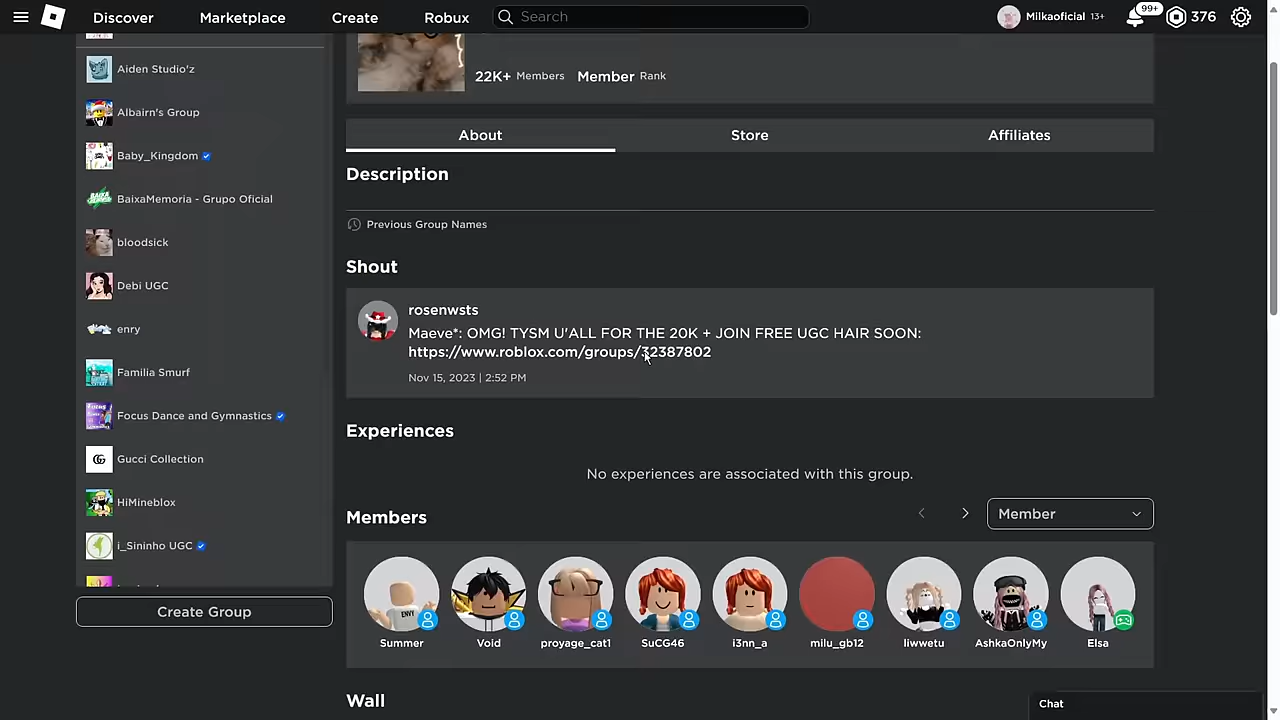 Discover
Marketplace
Create
Robux
Search
Milkaoficial 13+
99+
376
Aiden Studio'z
Albairn's Group
Baby_Kingdom
BaixaMemoria - Grupo Oficial
bloodsick
Debi UGC
enry
Familia Smurf
Focus Dance and Gymnastics
Gucci Collection
HiMineblox
i_Sininho UGC
Create Group
22K+ Members Member Rank
About
Store
Affiliates
Description
Previous Group Names
Shout
rosenwsts
Maeve*: OMG! TYSM U'ALL FOR THE 20K + JOIN FREE UGC HAIR SOON:
https://www.roblox.com/groups/32387802
Nov 15, 2023 | 2:52 PM
Experiences
No experiences are associated with this group.
Members
Member
ENVY
Summer
Void
proyage_cat1
SuCG46
i3nn_a
milu_gb12
liwwetu
AshkaOnlyMy
Elsa
Wall
Chat